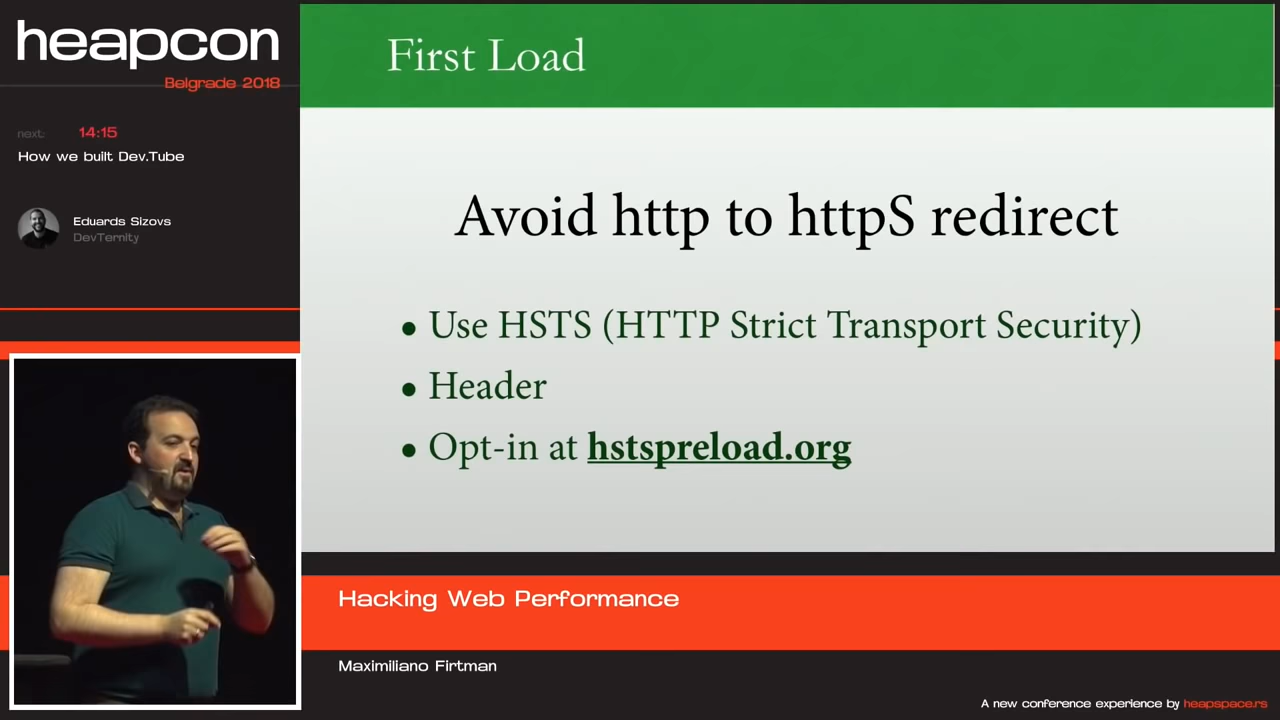 heapcon
Belgrade 2018
next: 14:15
How we built Dev.Tube
Eduards Sizovs
DevTernity
First Load
Avoid http to httpS redirect
• Use HSTS (HTTP Strict Transport Security)
• Header
• Opt-in at hstspreload.org
Hacking Web Performance
Maximiliano Firtman
A new conference experience by heapspace.rs